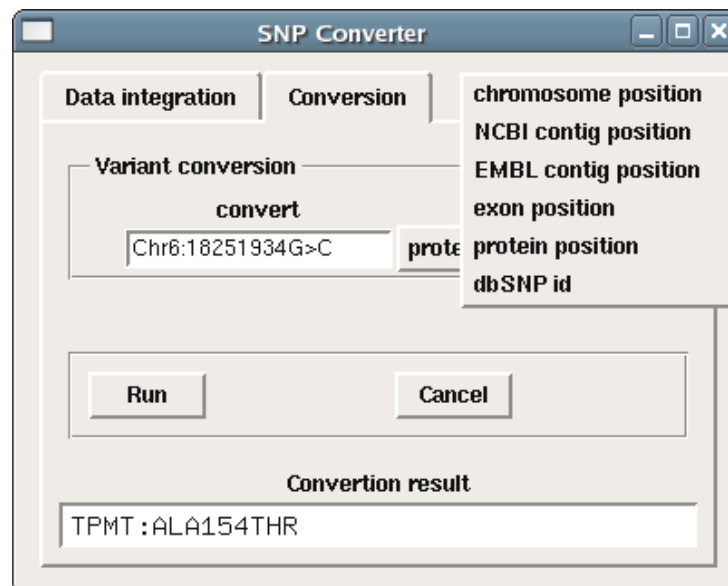 SNP Converter
Data integration
Conversion
chromosome position
NCBI contig position
EMBL contig position
exon position
protein position
dbSNP id
Variant conversion
convert
Chr6:18251934G>C
prote
Run
Cancel
Convertion result
TPMT:ALA154THR